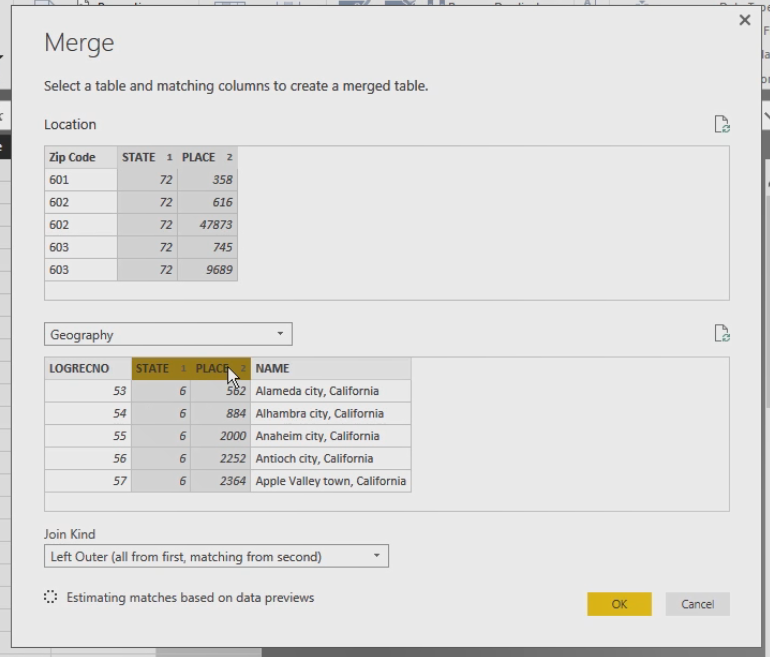 Merge
Select a table and matching columns to create a merged table.
Location
Zip Code STATE 1 PLACE 2
601 72 358
602 72 616
602 72 47873
603 72 745
603 72 9689
Geography
LOGRECNO STATE 1 PLACE 2 NAME
53 6 562 Alameda city, California
54 6 884 Alhambra city, California
55 6 2000 Anaheim city, California
56 6 2252 Antioch city, California
57 6 2364 Apple Valley town, California
Join Kind
Left Outer (all from first, matching from second)
Estimating matches based on data previews
OK Cancel